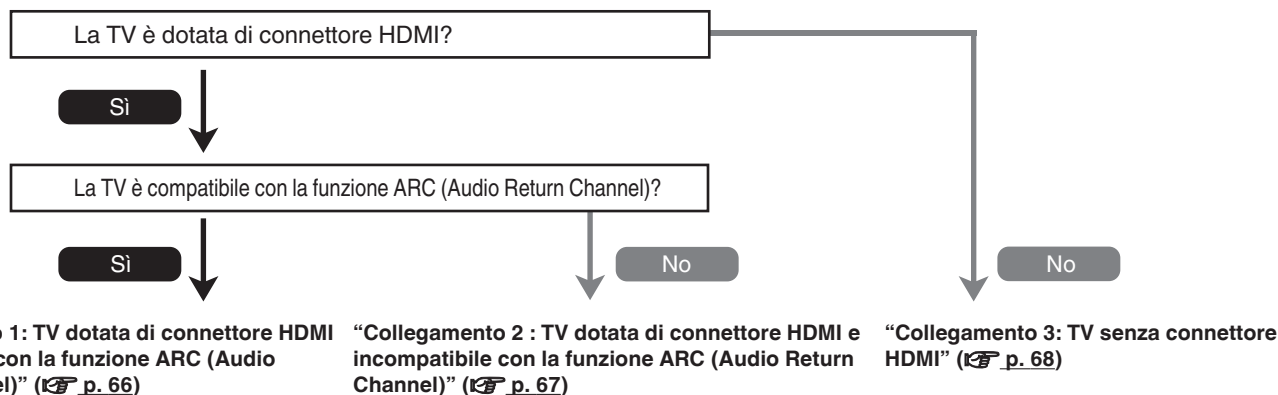 La TV è dotata di connettore HDMI?
Sì
La TV è compatibile con la funzione ARC (Audio Return Channel)?
Sì
No
No
1: TV dotata di connettore HDMI
con la funzione ARC (Audio
)” (☞ p. 66)
“Collegamento 2 : TV dotata di connettore HDMI e
incompatibile con la funzione ARC (Audio Return
Channel)” (☞ p. 67)
“Collegamento 3: TV senza connettore
HDMI” (☞ p. 68)